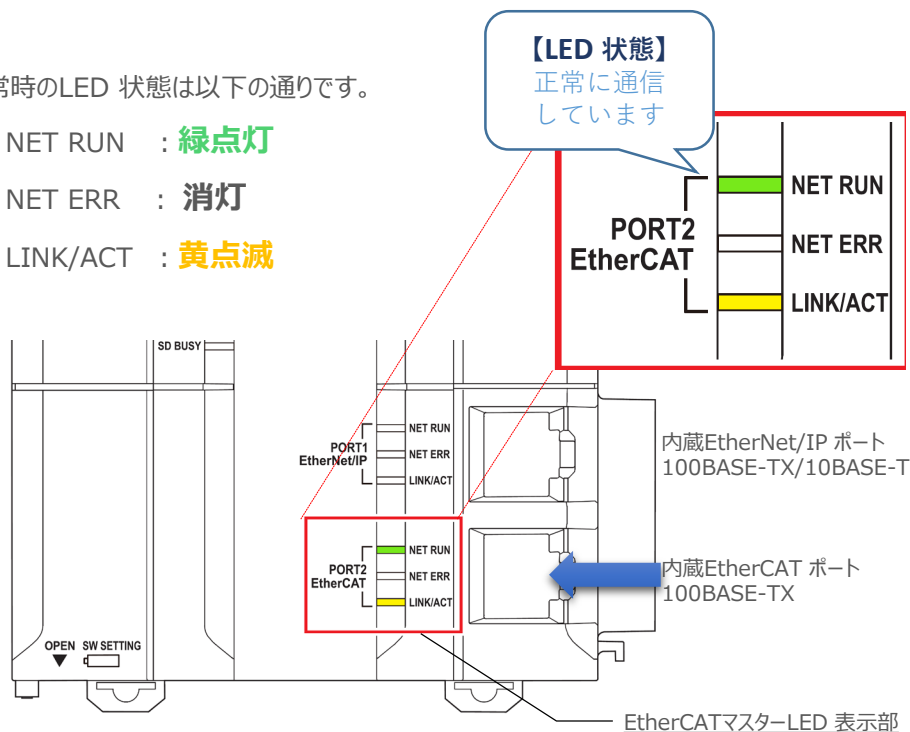 【LED 状態】
正常に通信
しています
常時のLED 状態は以下の通りです。
NET RUN : 緑点灯
NET ERR : 消灯
LINK/ACT : 黄点滅
PORT2
EtherCAT
NET RUN
NET ERR
LINK/ACT
SD BUSY
PORT1
EtherNet/IP
NET RUN
NET ERR
LINK/ACT
内蔵EtherNet/IP ポート
100BASE-TX/10BASE-T
PORT2
EtherCAT
NET RUN
NET ERR
LINK/ACT
内蔵EtherCAT ポート
100BASE-TX
OPEN SW SETTING
EtherCATマスターLED 表示部